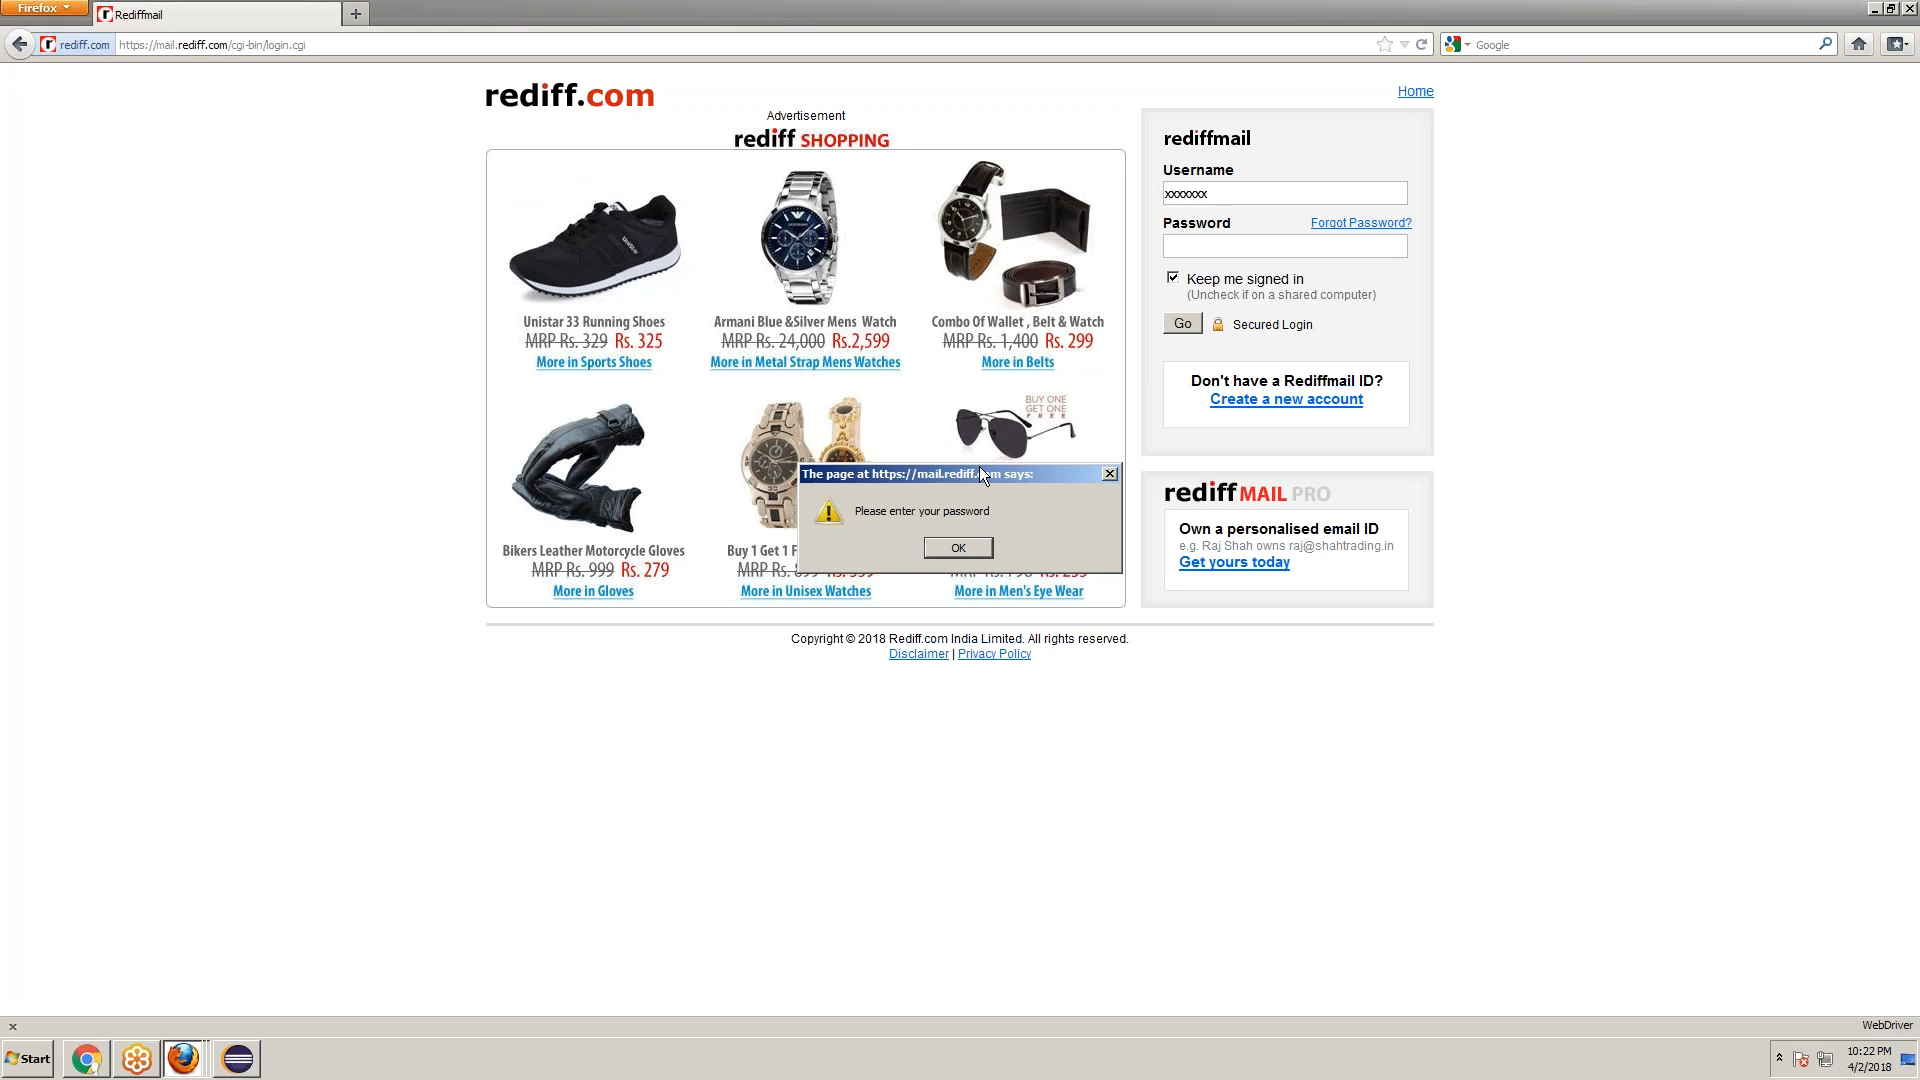 Firefox
Rediffmail
rediff.com
https://mail.rediff.com/cgi-bin/login.cgi
Google
rediff.com
Home
Advertisement
rediff SHOPPING
Unistar 33 Running Shoes
MRP Rs. 329 Rs. 325
More in Sports Shoes
Armani Blue &Silver Mens Watch
MRP Rs. 24,000 Rs.2,599
More in Metal Strap Mens Watches
Combo Of Wallet , Belt & Watch
MRP Rs. 1,400 Rs. 299
More in Belts
BUY ONE
GET ONE
FREE
Bikers Leather Motorcycle Gloves
MRP Rs. 999 Rs. 279
More in Gloves
Buy 1 Get 1
MRP Rs.
More in Unisex Watches
More in Men's Eye Wear
The page at https://mail.rediff.com says:
Please enter your password
OK
rediffmail
Username
xxxxxxx
Password
Forgot Password?
Keep me signed in
(Uncheck if on a shared computer)
Go
Secured Login
Don't have a Rediffmail ID?
Create a new account
rediff MAIL PRO
Own a personalised email ID
e.g. Raj Shah owns raj@shahtrading.in
Get yours today
Copyright © 2018 Rediff.com India Limited. All rights reserved.
Disclaimer | Privacy Policy
WebDriver
Start
10:22 PM
4/2/2018